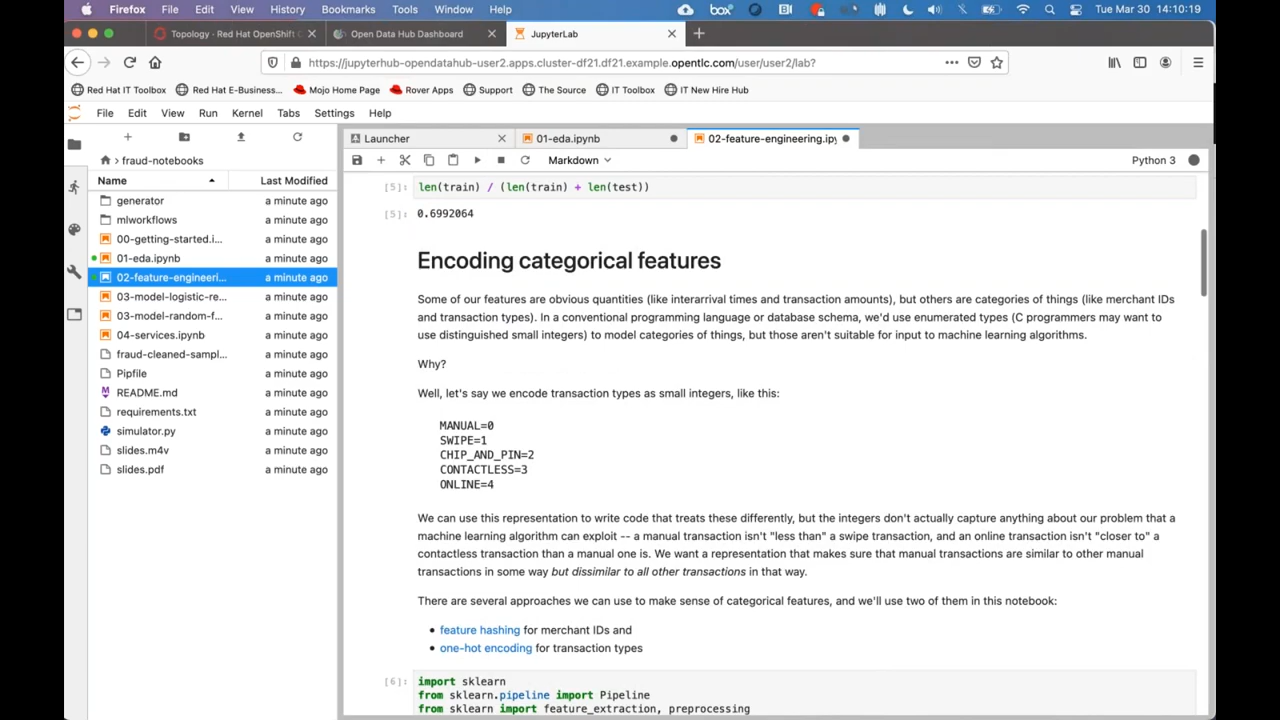 Firefox File Edit View History Bookmarks Tools Window Help box Tue Mar 30 14:10:19
Topology · Red Hat OpenShift C Open Data Hub Dashboard JupyterLab
https://jupyterhub-opendatahub-user2.apps.cluster-df21.df21.example.opentlc.com/user/user2/lab?
Red Hat IT Toolbox Red Hat E-Business... Mojo Home Page Rover Apps Support The Source IT Toolbox IT New Hire Hub
File Edit View Run Kernel Tabs Settings Help
Launcher 01-eda.ipynb 02-feature-engineering.ipy
Markdown Python 3
fraud-notebooks
Name Last Modified
generator a minute ago
mlworkflows a minute ago
00-getting-started.i... a minute ago
01-eda.ipynb a minute ago
02-feature-engineeri... a minute ago
03-model-logistic-re... a minute ago
03-model-random-f... a minute ago
04-services.ipynb a minute ago
fraud-cleaned-sampl... a minute ago
Pipfile a minute ago
README.md a minute ago
requirements.txt a minute ago
simulator.py a minute ago
slides.m4v a minute ago
slides.pdf a minute ago
[5]: len(train) / (len(train) + len(test))
[5]: 0.6992064
Encoding categorical features
Some of our features are obvious quantities (like interarrival times and transaction amounts), but others are categories of things (like merchant IDs
and transaction types). In a conventional programming language or database schema, we'd use enumerated types (C programmers may want to
use distinguished small integers) to model categories of things, but those aren't suitable for input to machine learning algorithms.
Why?
Well, let's say we encode transaction types as small integers, like this:
MANUAL=0
SWIPE=1
CHIP_AND_PIN=2
CONTACTLESS=3
ONLINE=4
We can use this representation to write code that treats these differently, but the integers don't actually capture anything about our problem that a
machine learning algorithm can exploit -- a manual transaction isn't "less than" a swipe transaction, and an online transaction isn't "closer to" a
contactless transaction than a manual one is. We want a representation that makes sure that manual transactions are similar to other manual
transactions in some way but dissimilar to all other transactions in that way.
There are several approaches we can use to make sense of categorical features, and we'll use two of them in this notebook:
• feature hashing for merchant IDs and
• one-hot encoding for transaction types
[6]: import sklearn
from sklearn.pipeline import Pipeline
from sklearn import feature_extraction, preprocessing